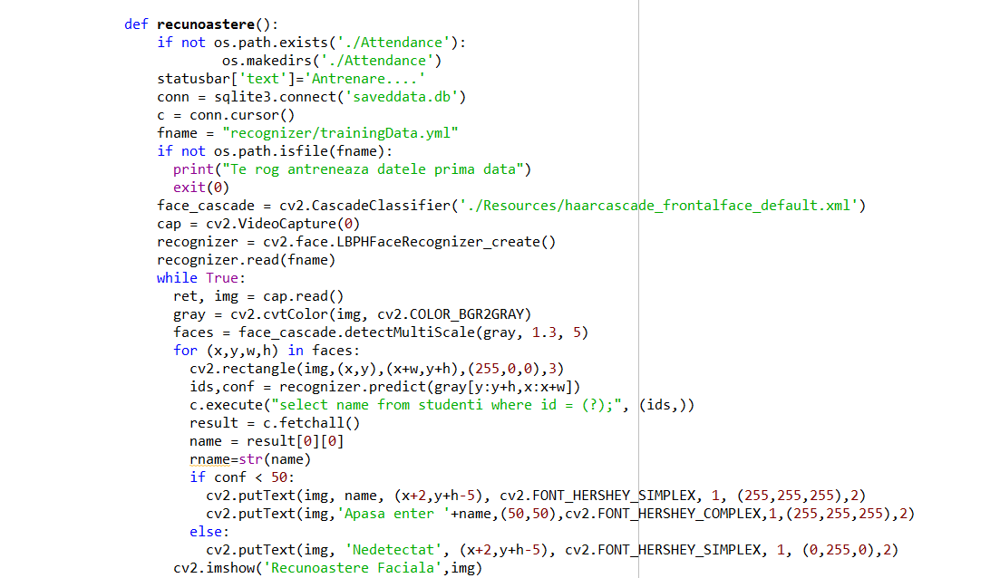 def recunoastere():
    if not os.path.exists('./Attendance'):
            os.makedirs('./Attendance')
    statusbar['text']='Antrenare....'
    conn = sqlite3.connect('saveddata.db')
    c = conn.cursor()
    fname = "recognizer/trainingData.yml"
    if not os.path.isfile(fname):
      print("Te rog antreneaza datele prima data")
      exit(0)
    face_cascade = cv2.CascadeClassifier('./Resources/haarcascade_frontalface_default.xml')
    cap = cv2.VideoCapture(0)
    recognizer = cv2.face.LBPHFaceRecognizer_create()
    recognizer.read(fname)
    while True:
      ret, img = cap.read()
      gray = cv2.cvtColor(img, cv2.COLOR_BGR2GRAY)
      faces = face_cascade.detectMultiScale(gray, 1.3, 5)
      for (x,y,w,h) in faces:
        cv2.rectangle(img,(x,y),(x+w,y+h),(255,0,0),3)
        ids,conf = recognizer.predict(gray[y:y+h,x:x+w])
        c.execute("select name from studenti where id = (?);", (ids,))
        result = c.fetchall()
        name = result[0][0]
        rname=str(name)
        if conf < 50:
          cv2.putText(img, name, (x+2,y+h-5), cv2.FONT_HERSHEY_SIMPLEX, 1, (255,255,255),2)
          cv2.putText(img,'Apasa enter '+name,(50,50),cv2.FONT_HERSHEY_COMPLEX,1,(255,255,255),2)
        else:
          cv2.putText(img, 'Nedetectat', (x+2,y+h-5), cv2.FONT_HERSHEY_SIMPLEX, 1, (0,255,0),2)
      cv2.imshow('Recunoastere Faciala',img)